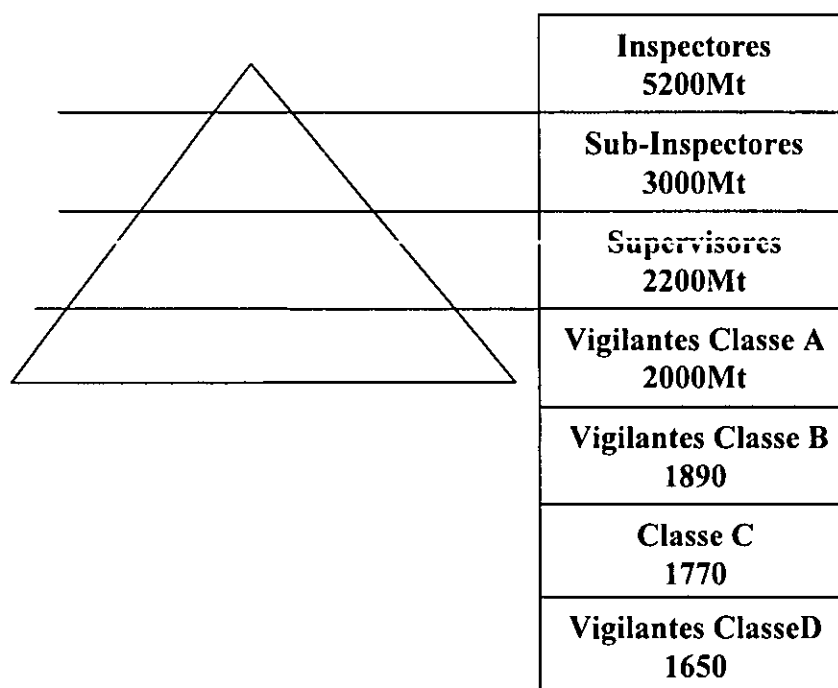 Inspectores
5200Mt
Sub-Inspectores
3000Mt
Supervisores
2200Mt
Vigilantes Classe A
2000Mt
Vigilantes Classe B
1890
Classe C
1770
Vigilantes ClasseD
1650